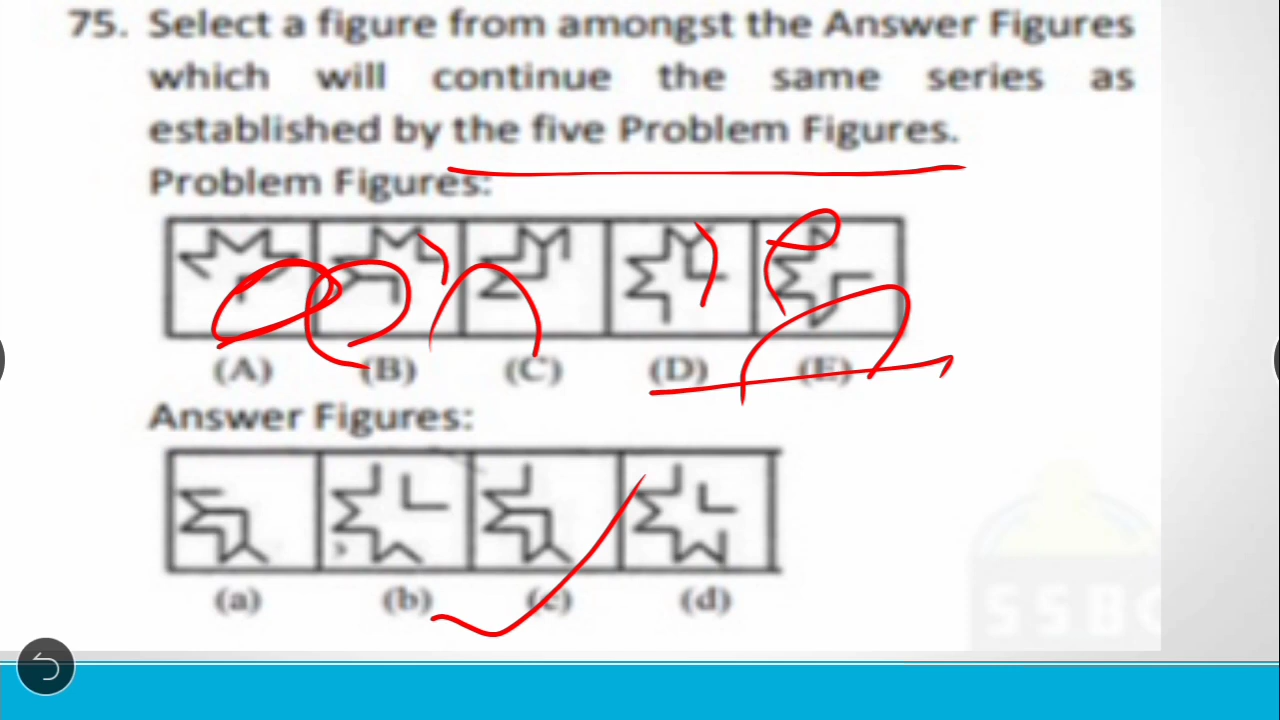 75. Select a figure from amongst the Answer Figures
which will continue the same series as
established by the five Problem Figures.
Problem Figures:
(A) (B) (C) (D) (E)
Answer Figures:
(a) (b) (c) (d)
SSBC